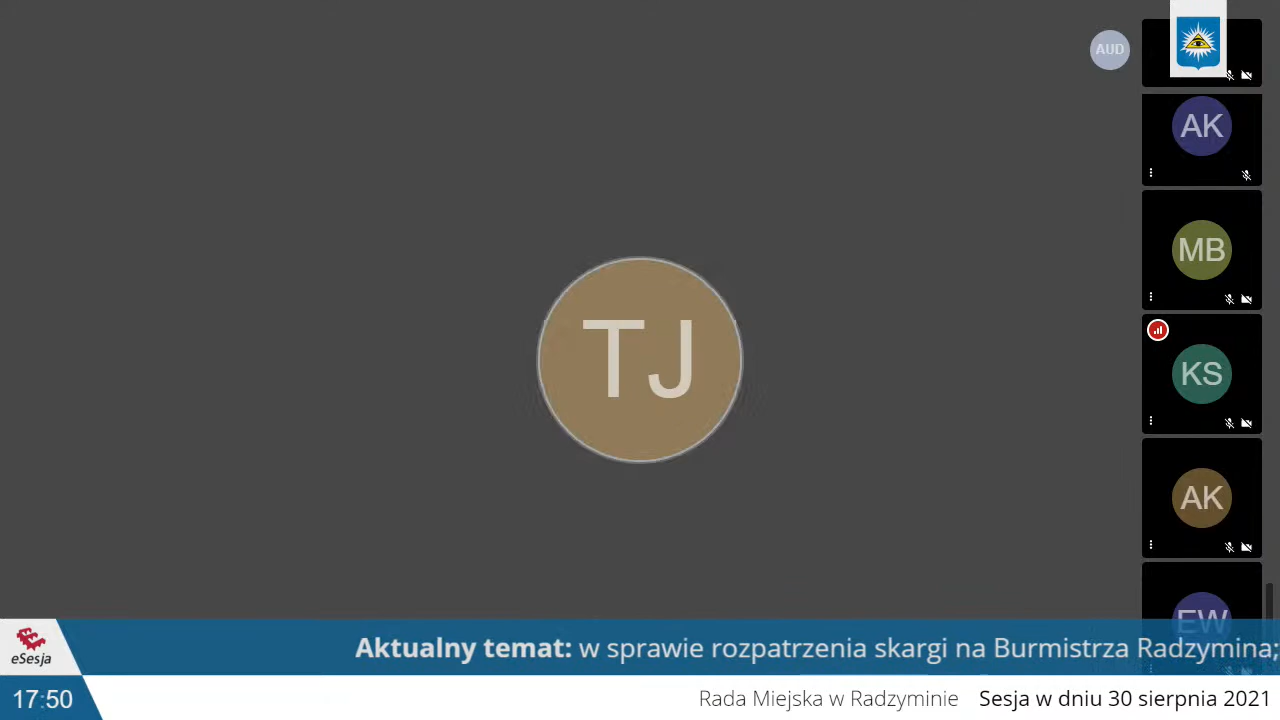 AUD
AK
MB
TJ
KS
AK
EW
Aktualny temat: w sprawie rozpatrzenia skargi na Burmistrza Radzymina;
eSesja
17:50
Rada Miejska w Radzyminie Sesja w dniu 30 sierpnia 2021